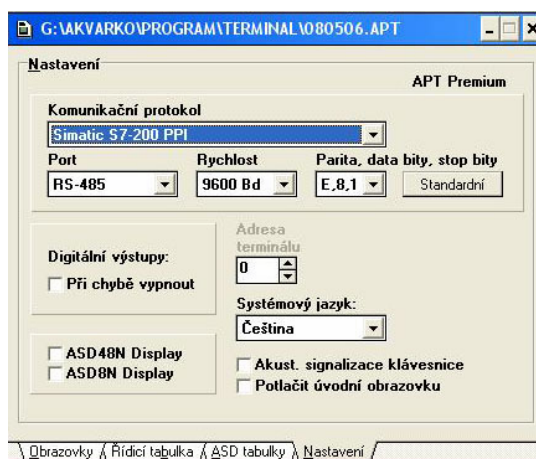 G:\AKVARKO\PROGRAM\TERMINAL\080506.APT
Nastavení
APT Premium
Komunikační protokol
Simatic S7-200 PPI
Port Rychlost Parita, data bity, stop bity
RS-485 9600 Bd E,8,1 Standardní
Adresa terminálu
0
Digitální výstupy:
Při chybě vypnout
Systémový jazyk:
Čeština
ASD48N Display
ASD8N Display
Akust. signalizace klávesnice
Potlačit úvodní obrazovku
Obrazovky Řídicí tabulka ASD tabulky Nastavení